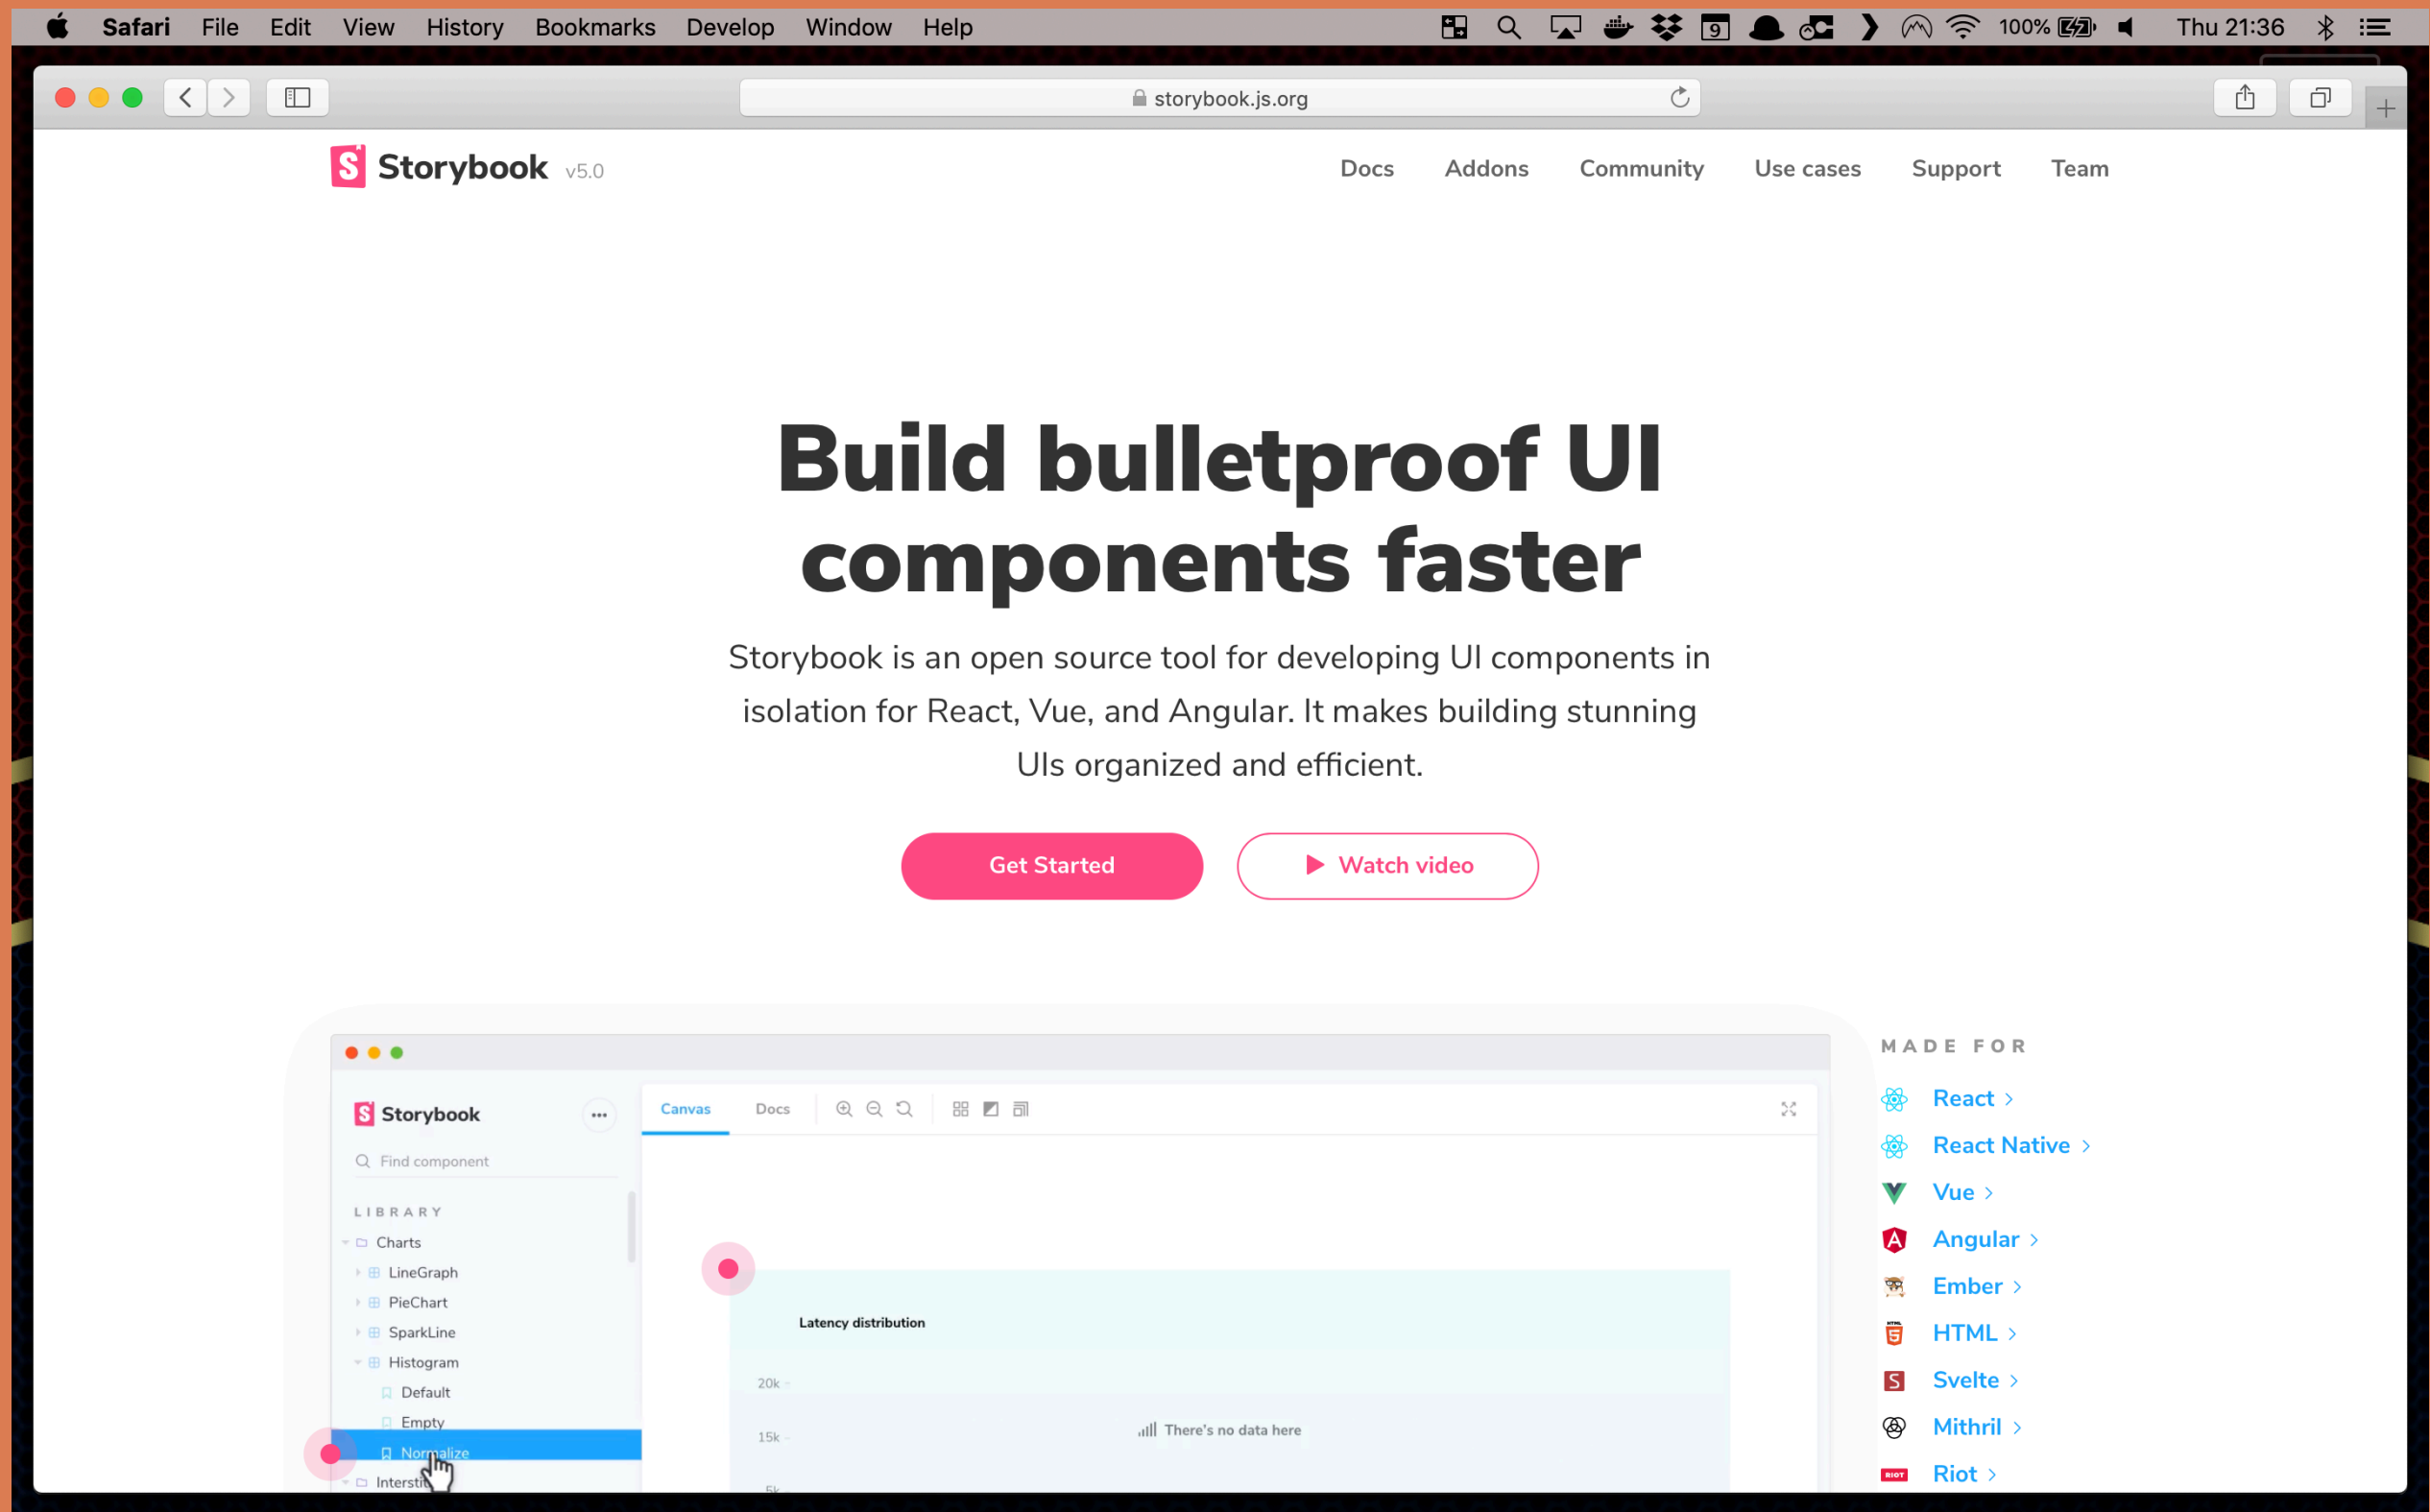 Safari File Edit View History Bookmarks Develop Window Help 9 100% Thu 21:36
storybook.js.org
S Storybook v5.0 Docs Addons Community Use cases Support Team
Build bulletproof UI
components faster
Storybook is an open source tool for developing UI components in
isolation for React, Vue, and Angular. It makes building stunning
UIs organized and efficient.
Get Started Watch video
S Storybook
Find component
LIBRARY
Charts
LineGraph
PieChart
SparkLine
Histogram
Default
Empty
Normalize
Canvas Docs
Latency distribution
20k
15k
5k
There's no data here
MADE FOR
React
React Native
Vue
Angular
Ember
HTML
Svelte
Mithril
RIOT Riot